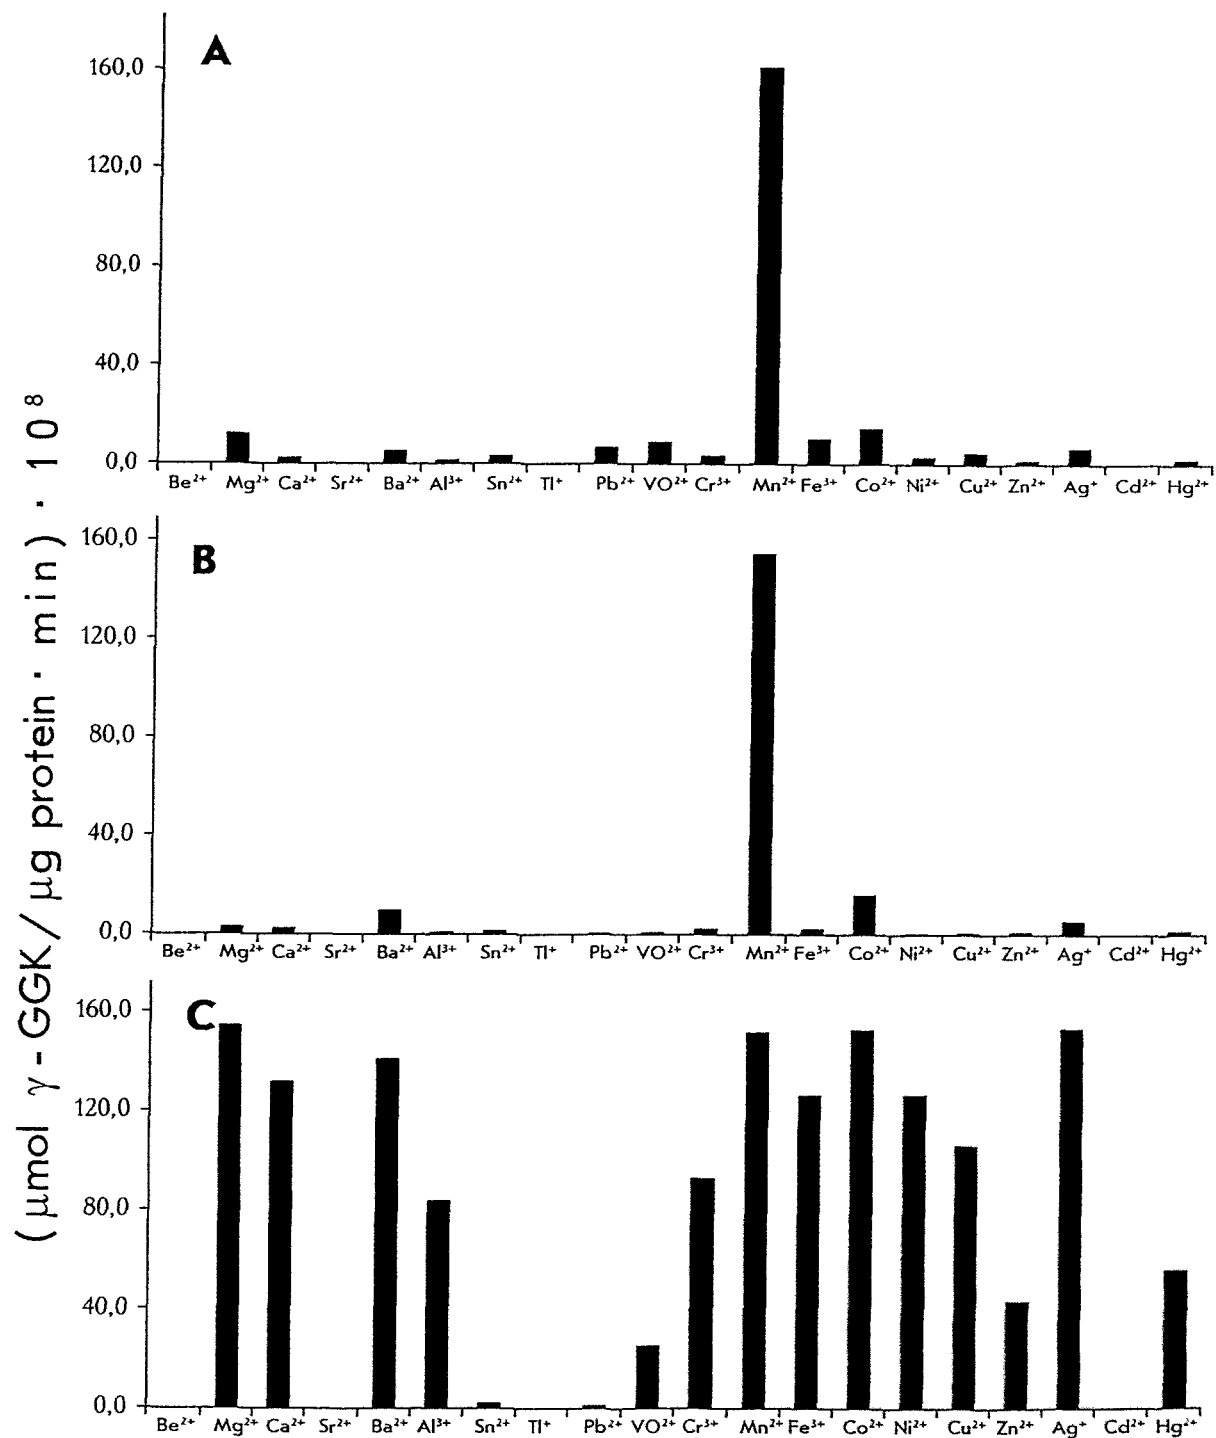 (μmol γ-GGK/μg protein · min) · 10⁸
A
160,0
120,0
80,0
40,0
0,0
Be²⁺ Mg²⁺ Ca²⁺ Sr²⁺ Ba²⁺ Al³⁺ Sn²⁺ Tl⁺ Pb²⁺ VO²⁺ Cr³⁺ Mn²⁺ Fe³⁺ Co²⁺ Ni²⁺ Cu²⁺ Zn²⁺ Ag⁺ Cd²⁺ Hg²⁺
B
160,0
120,0
80,0
40,0
0,0
Be²⁺ Mg²⁺ Ca²⁺ Sr²⁺ Ba²⁺ Al³⁺ Sn²⁺ Tl⁺ Pb²⁺ VO²⁺ Cr³⁺ Mn²⁺ Fe³⁺ Co²⁺ Ni²⁺ Cu²⁺ Zn²⁺ Ag⁺ Cd²⁺ Hg²⁺
C
160,0
120,0
80,0
40,0
0,0
Be²⁺ Mg²⁺ Ca²⁺ Sr²⁺ Ba²⁺ Al³⁺ Sn²⁺ Tl⁺ Pb²⁺ VO²⁺ Cr³⁺ Mn²⁺ Fe³⁺ Co²⁺ Ni²⁺ Cu²⁺ Zn²⁺ Ag⁺ Cd²⁺ Hg²⁺